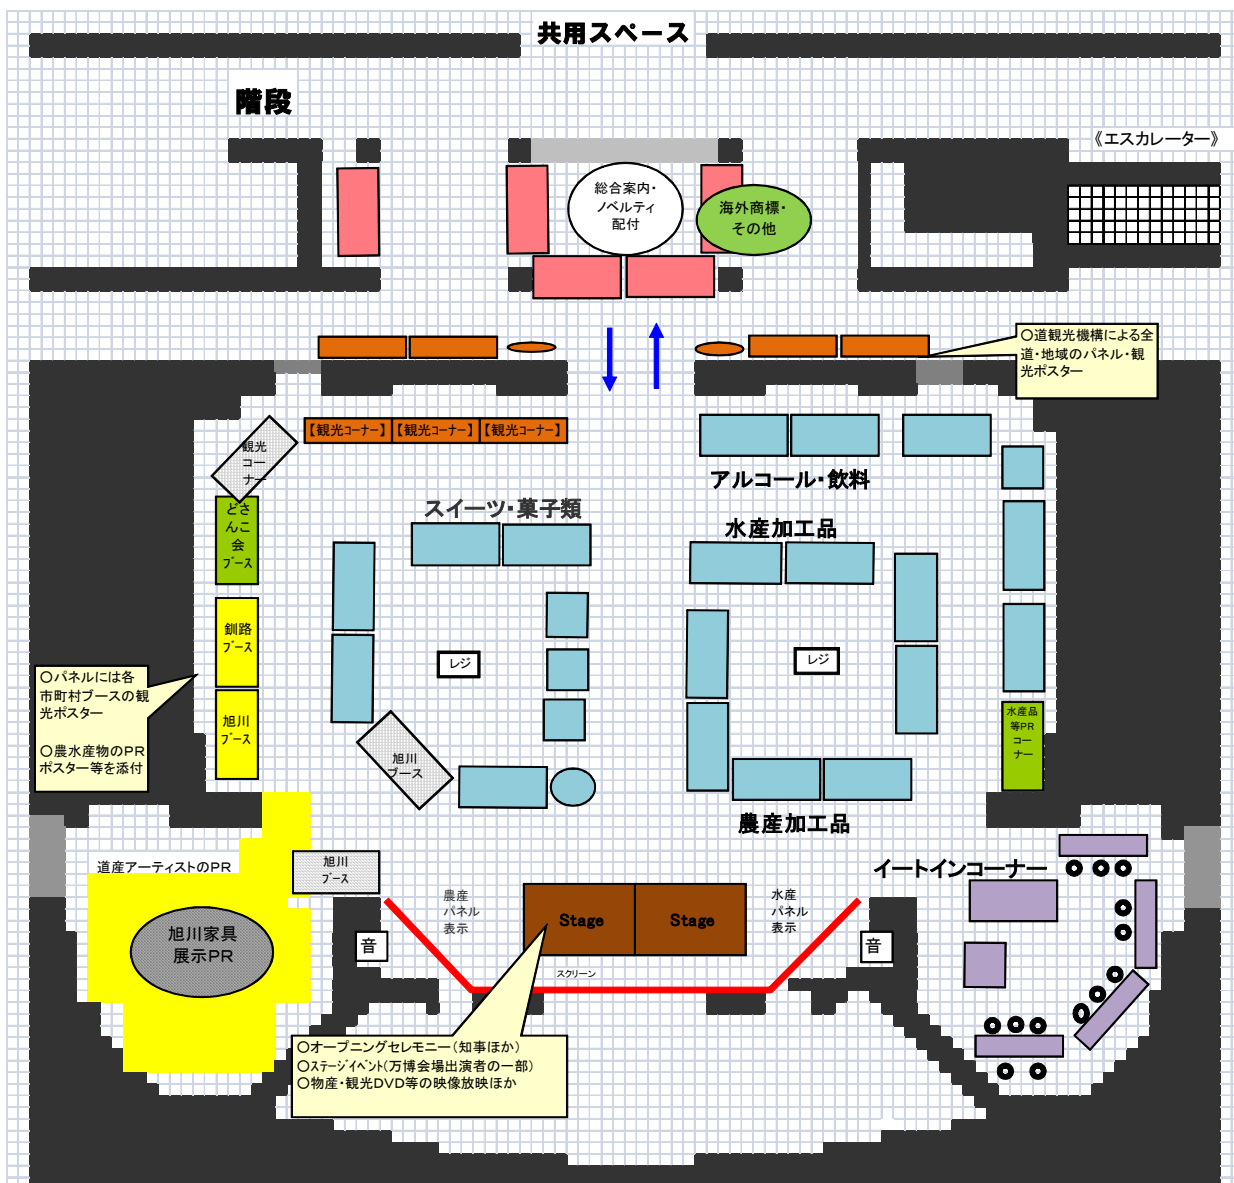 共用スペース
階段
《エスカレーター》
総合案内・
ノベルティ
配付
海外商標・
その他
○道観光機構による全
道・地域のパネル・観
光ポスター
【観光コーナー】
【観光コーナー】
【観光コーナー】
観光
コー
ナー
アルコール・飲料
どさ
んこ
会
ブース
スイーツ・菓子類
水産加工品
釧路
ブース
レジ
レジ
○パネルには各
市町村ブースの観
光ポスター
○農水産物のPR
ポスター等を添付
旭川
ブース
水産品
等PR
コー
ナー
旭川
ブース
農産加工品
道産アーティストのPR
旭川
ブース
イートインコーナー
農産
パネル
表示
Stage
Stage
水産
パネル
表示
旭川家具
展示PR
音
音
スクリーン
○オープニングセレモニー（知事ほか）
○ステージイベント(万博会場出演者の一部)
○物産・観光DVD等の映像放映ほか